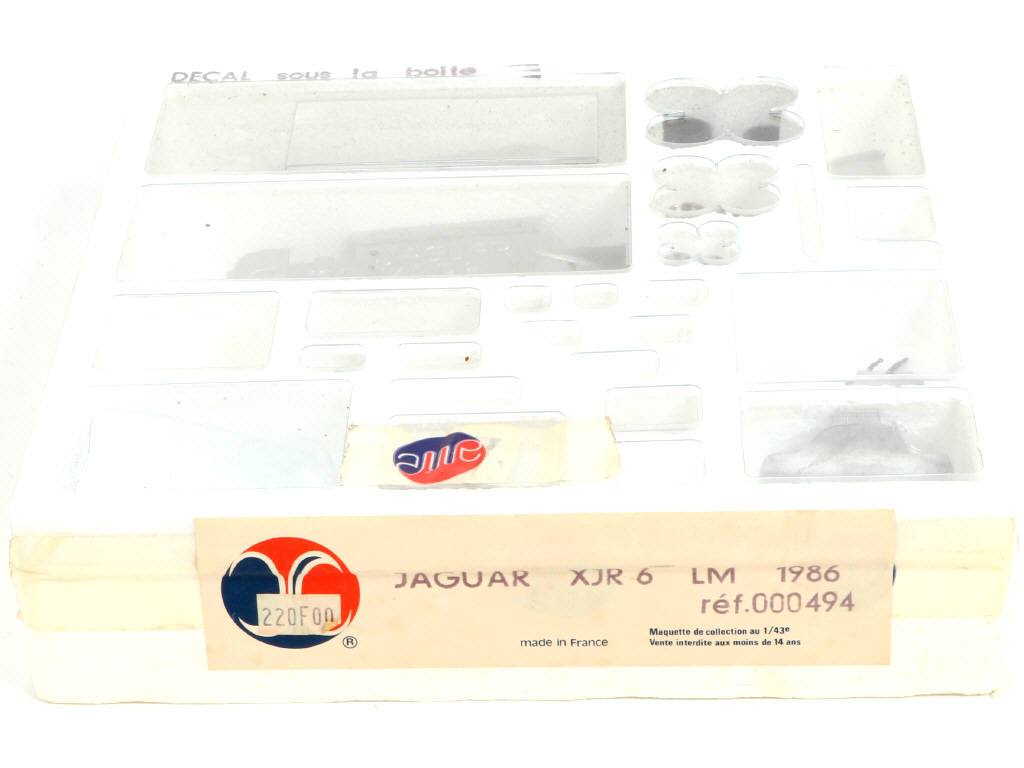 DECAL sous la boite
amr
JAGUAR XJR 6 LM 1986
réf.000494
220F00
®
made in France
Maquette de collection au 1/43e
Vente interdite aux moins de 14 ans